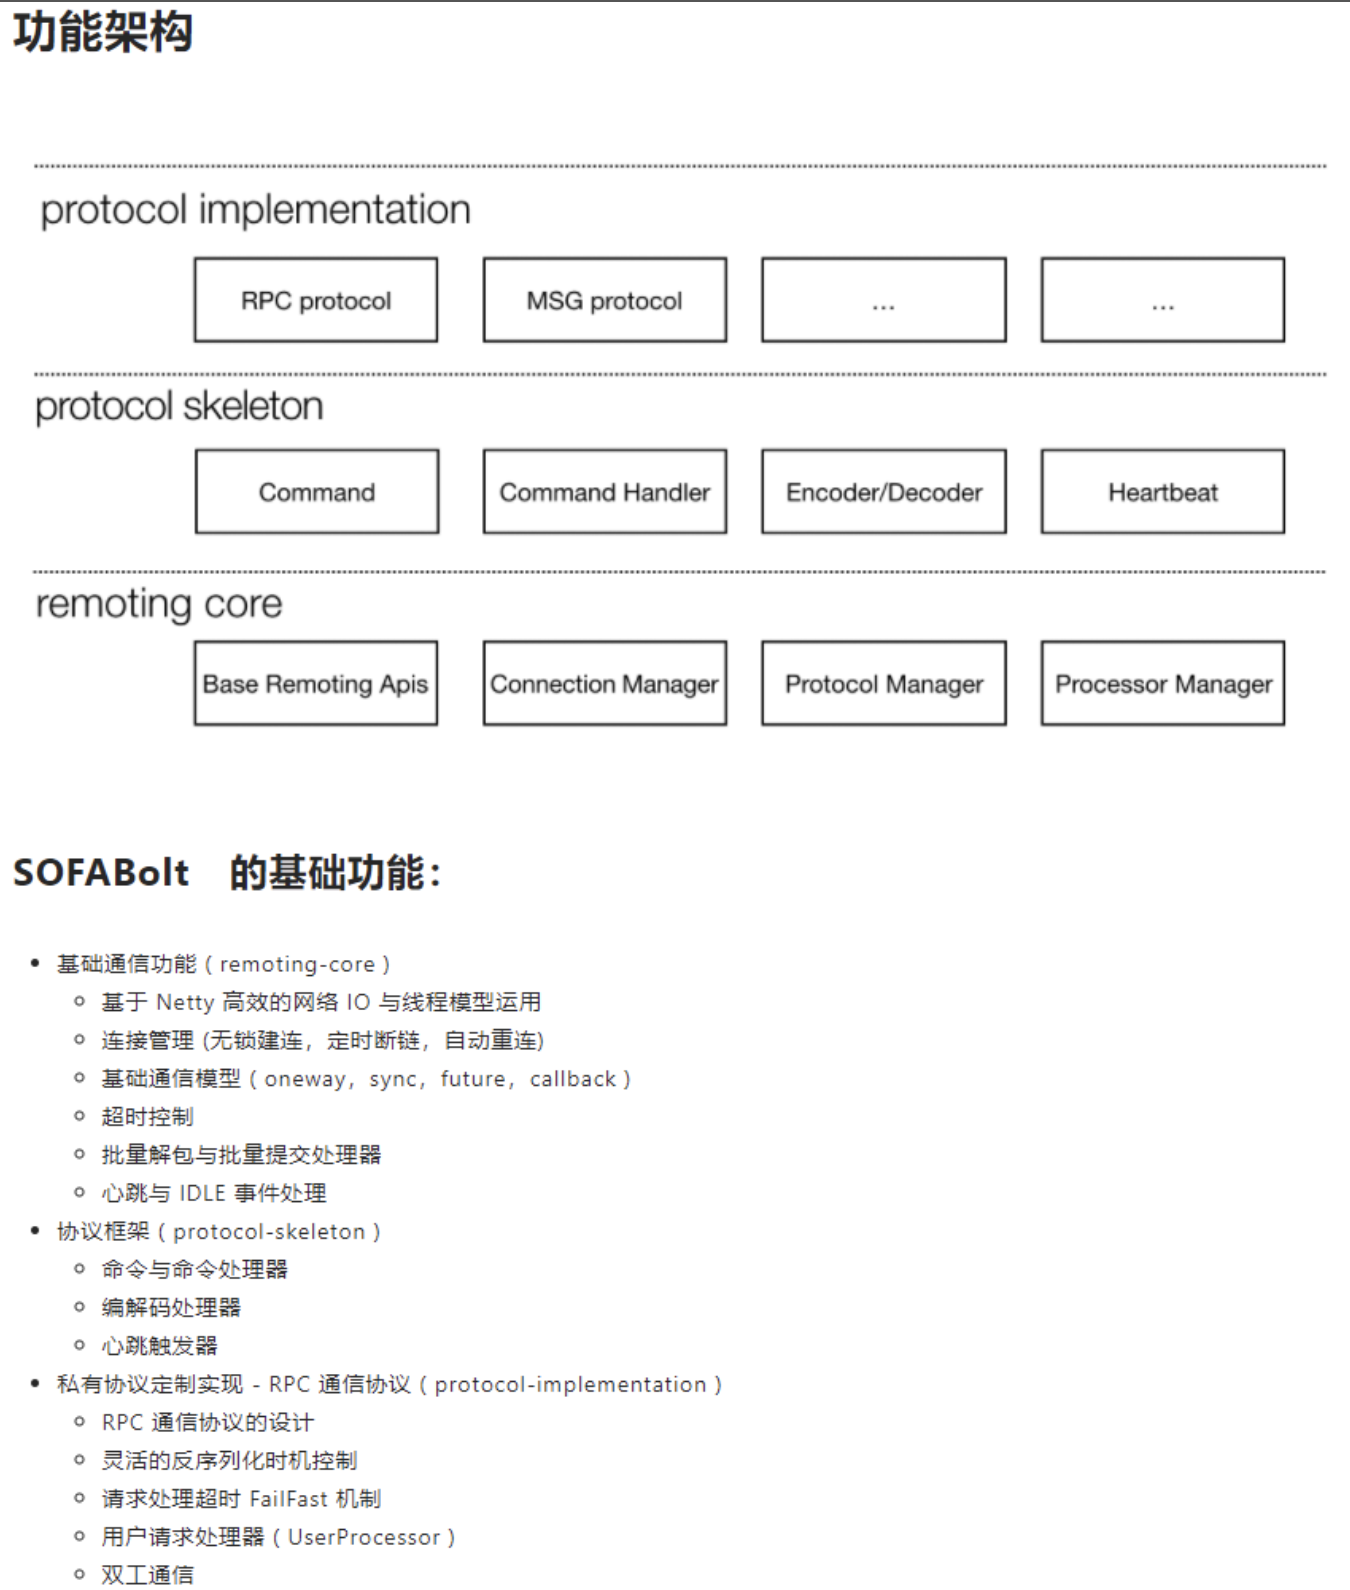 功能架构
protocol implementation
RPC protocol
MSG protocol
...
...
protocol skeleton
Command
Command Handler
Encoder/Decoder
Heartbeat
remoting core
Base Remoting Apis
Connection Manager
Protocol Manager
Processor Manager
SOFABolt 的基础功能：
基础通信功能 ( remoting-core )
基于 Netty 高效的网络 IO 与线程模型运用
连接管理 (无锁建连，定时断链，自动重连)
基础通信模型 ( oneway，sync，future，callback )
超时控制
批量解包与批量提交处理器
心跳与 IDLE 事件处理
协议框架 ( protocol-skeleton )
命令与命令处理器
编解码处理器
心跳触发器
私有协议定制实现 - RPC 通信协议 ( protocol-implementation )
RPC 通信协议的设计
灵活的反序列化时机控制
请求处理超时 FailFast 机制
用户请求处理器 ( UserProcessor )
双工通信